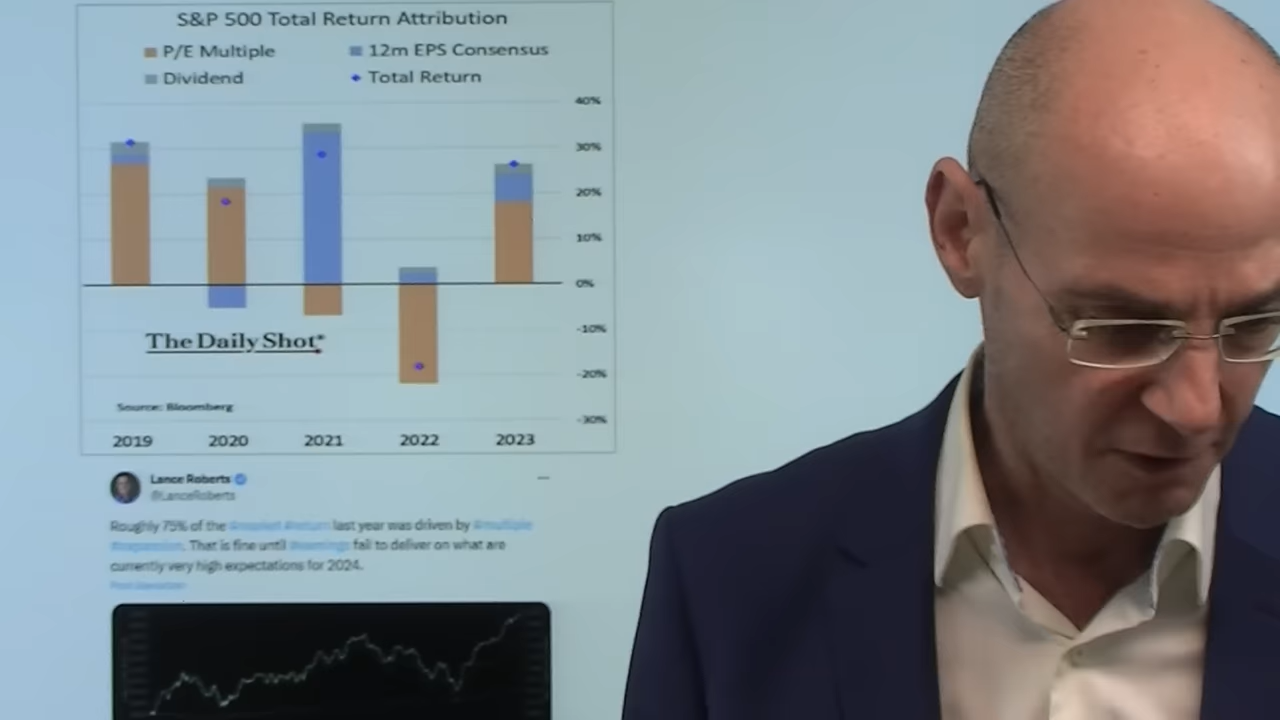 S&P 500 Total Return Attribution
P/E Multiple
12m EPS Consensus
Dividend
Total Return
40%
30%
20%
10%
0%
-10%
-20%
-30%
The Daily Shot
Source: Bloomberg
2019 2020 2021 2022 2023
Lance Roberts
@LanceRoberts
Roughly 75% of the #market #return last year was driven by #multiple
#expansion. That is fine until #earnings fail to deliver on what are
currently very high expectations for 2024.